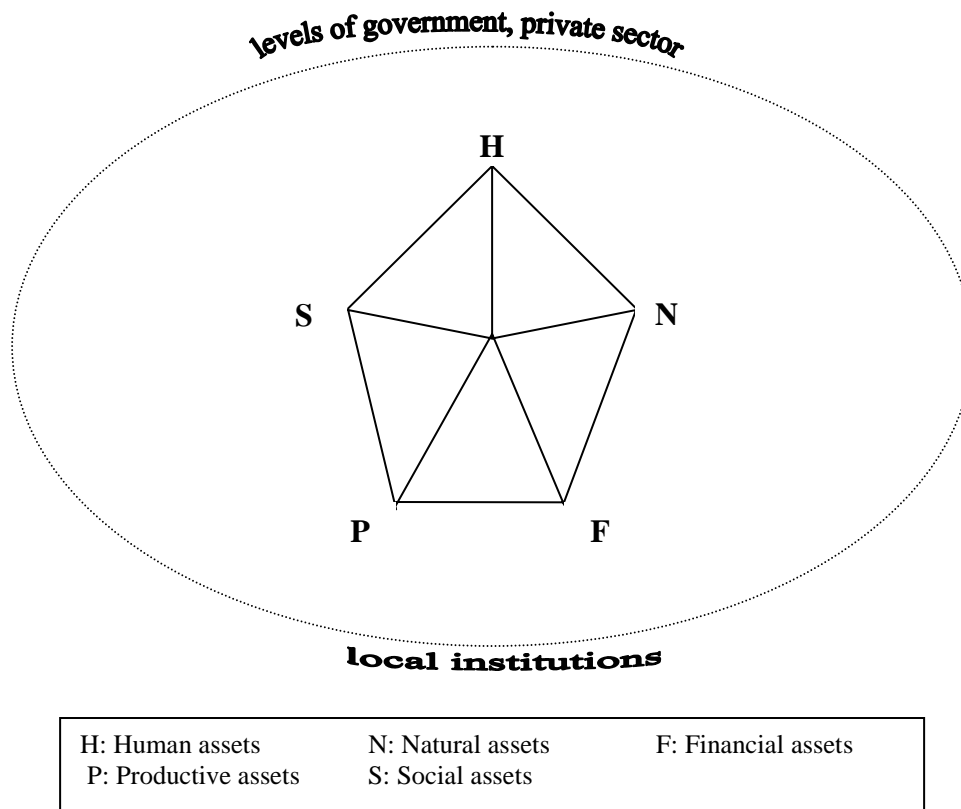 levels of government, private sector
H
S
N
P
F
local institutions
H: Human assets N: Natural assets F: Financial assets
P: Productive assets S: Social assets